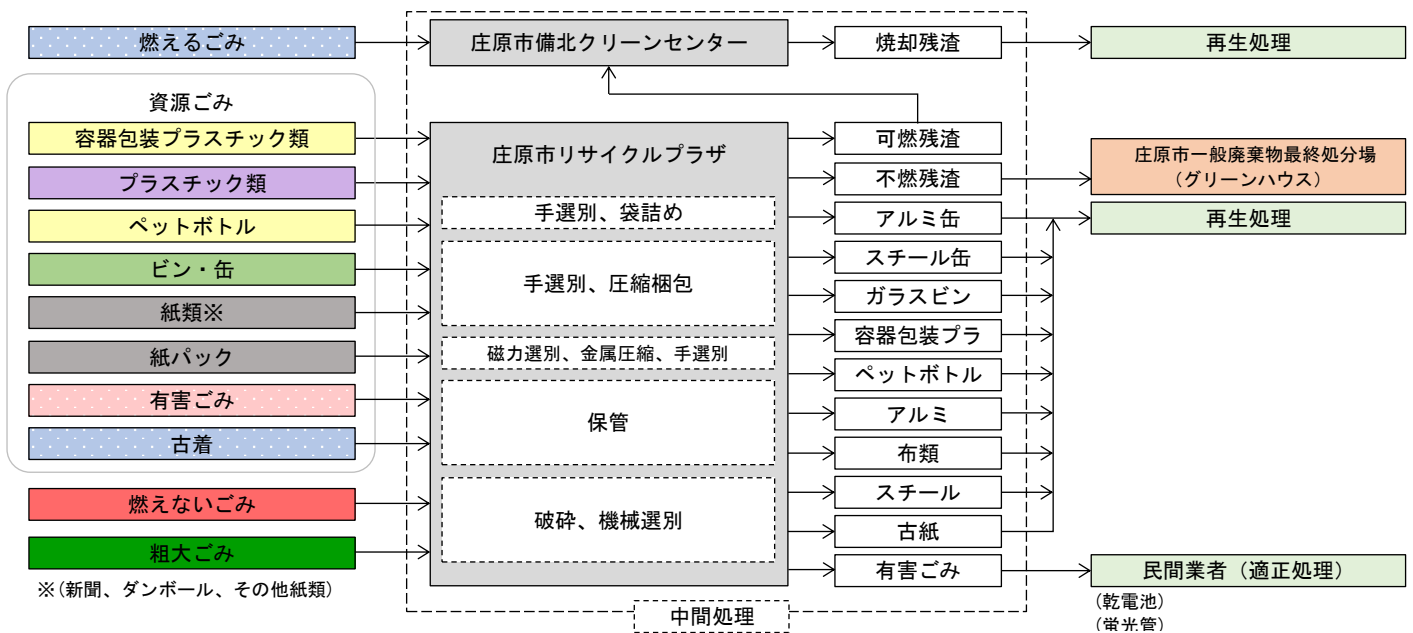 燃えるごみ
庄原市備北クリーンセンター
焼却残渣
再生処理
資源ごみ
容器包装プラスチック類
プラスチック類
ペットボトル
ビン・缶
紙類※
紙パック
有害ごみ
古着
燃えないごみ
粗大ごみ
※(新聞、ダンボール、その他紙類)
庄原市リサイクルプラザ
手選別、袋詰め
手選別、圧縮梱包
磁力選別、金属圧縮、手選別
保管
破砕、機械選別
可燃残渣
不燃残渣
アルミ缶
スチール缶
ガラスビン
容器包装プラ
ペットボトル
アルミ
布類
スチール
古紙
有害ごみ
中間処理
庄原市一般廃棄物最終処分場
（グリーンハウス）
再生処理
民間業者（適正処理）
(乾電池)
(蛍光管)